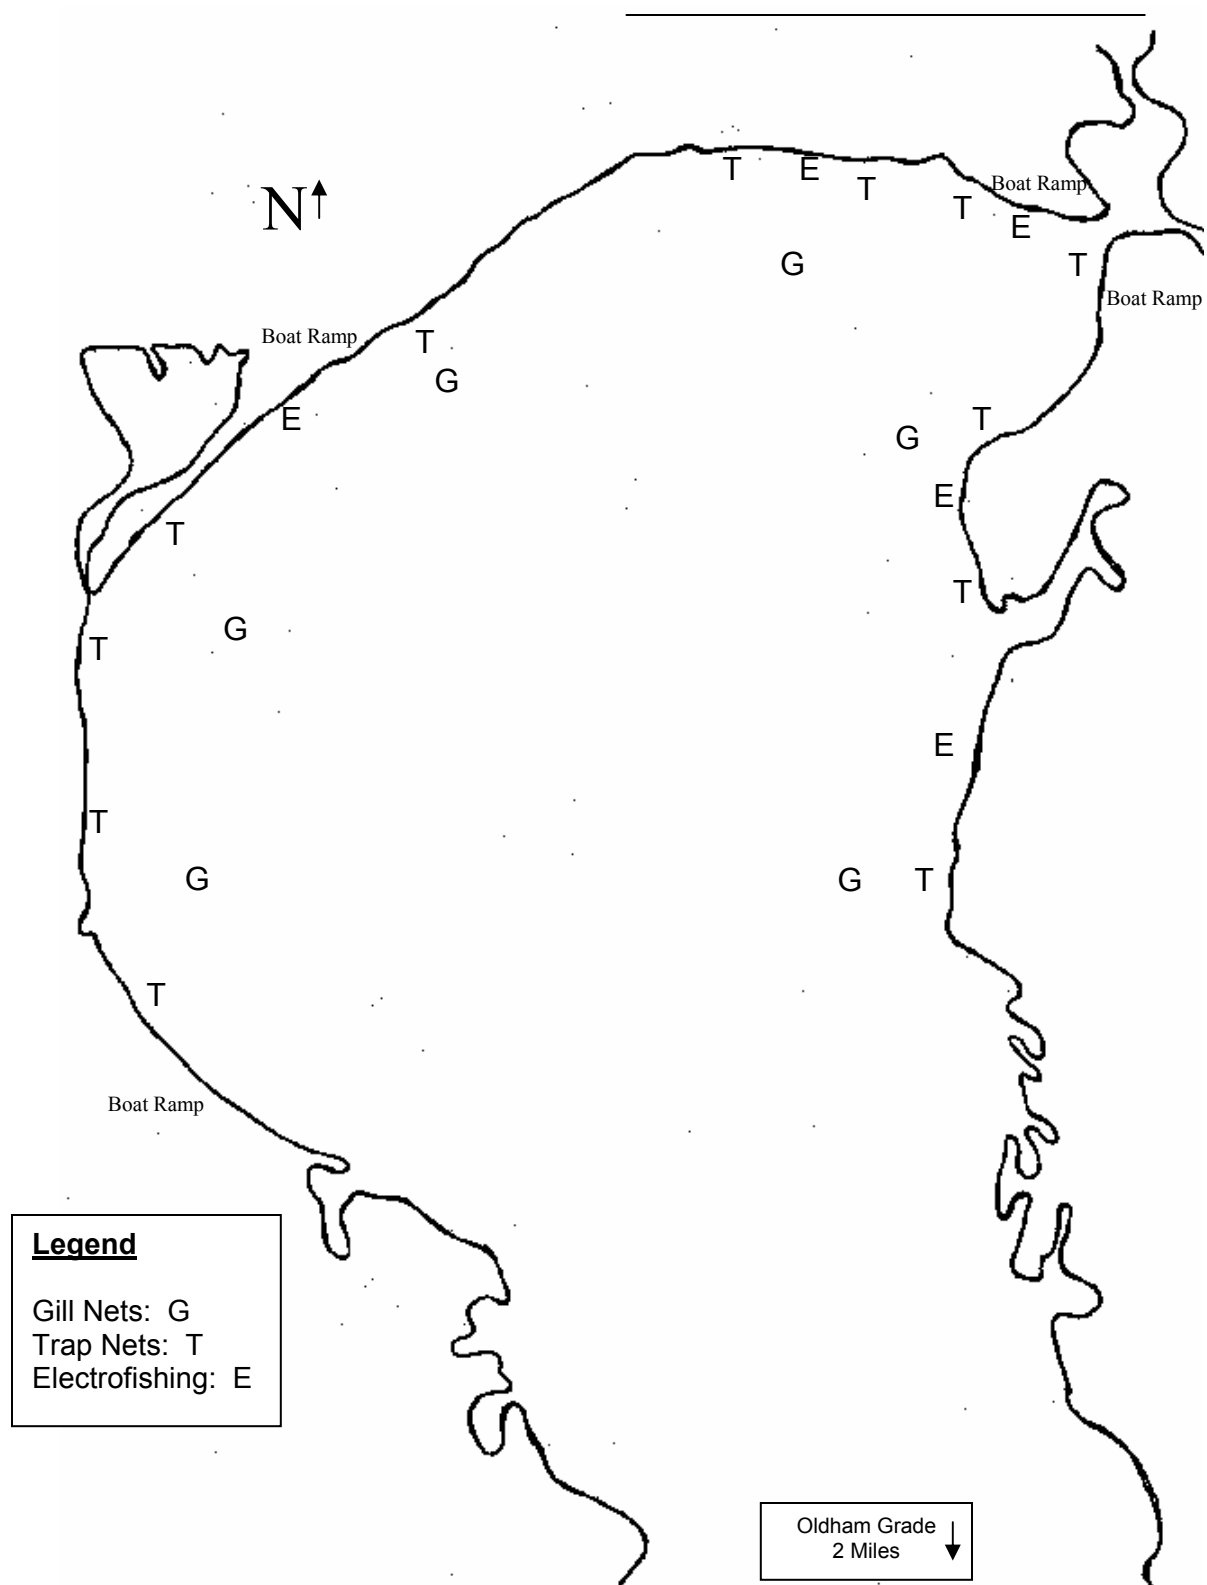 T E T
Boat Ramp
N
T
E
G
T
Boat Ramp
Boat Ramp
T
G
E
T
G
E
T
T
G
T
E
T
G
G
T
T
Boat Ramp
Legend
Gill Nets: G
Trap Nets: T
Electrofishing: E
Oldham Grade
2 Miles